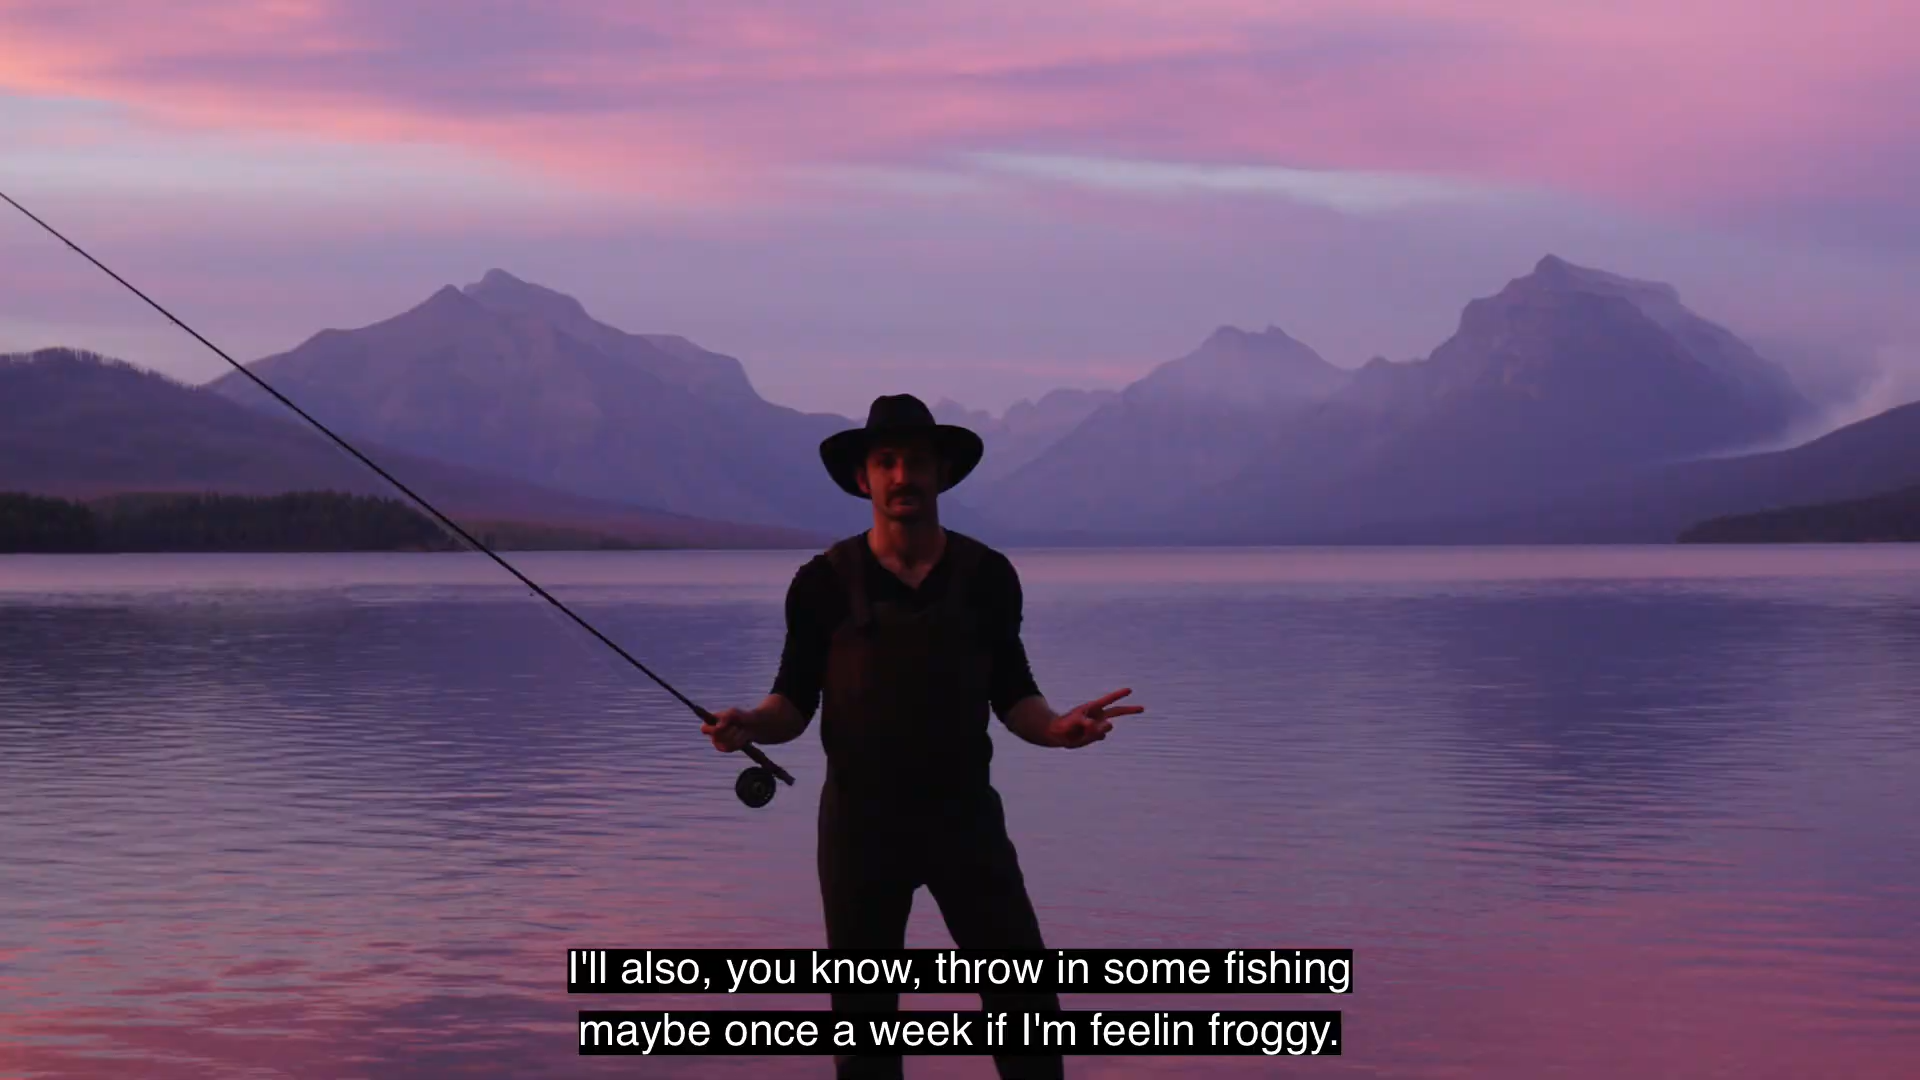 I'll also, you know, throw in some fishing
maybe once a week if I'm feelin froggy.